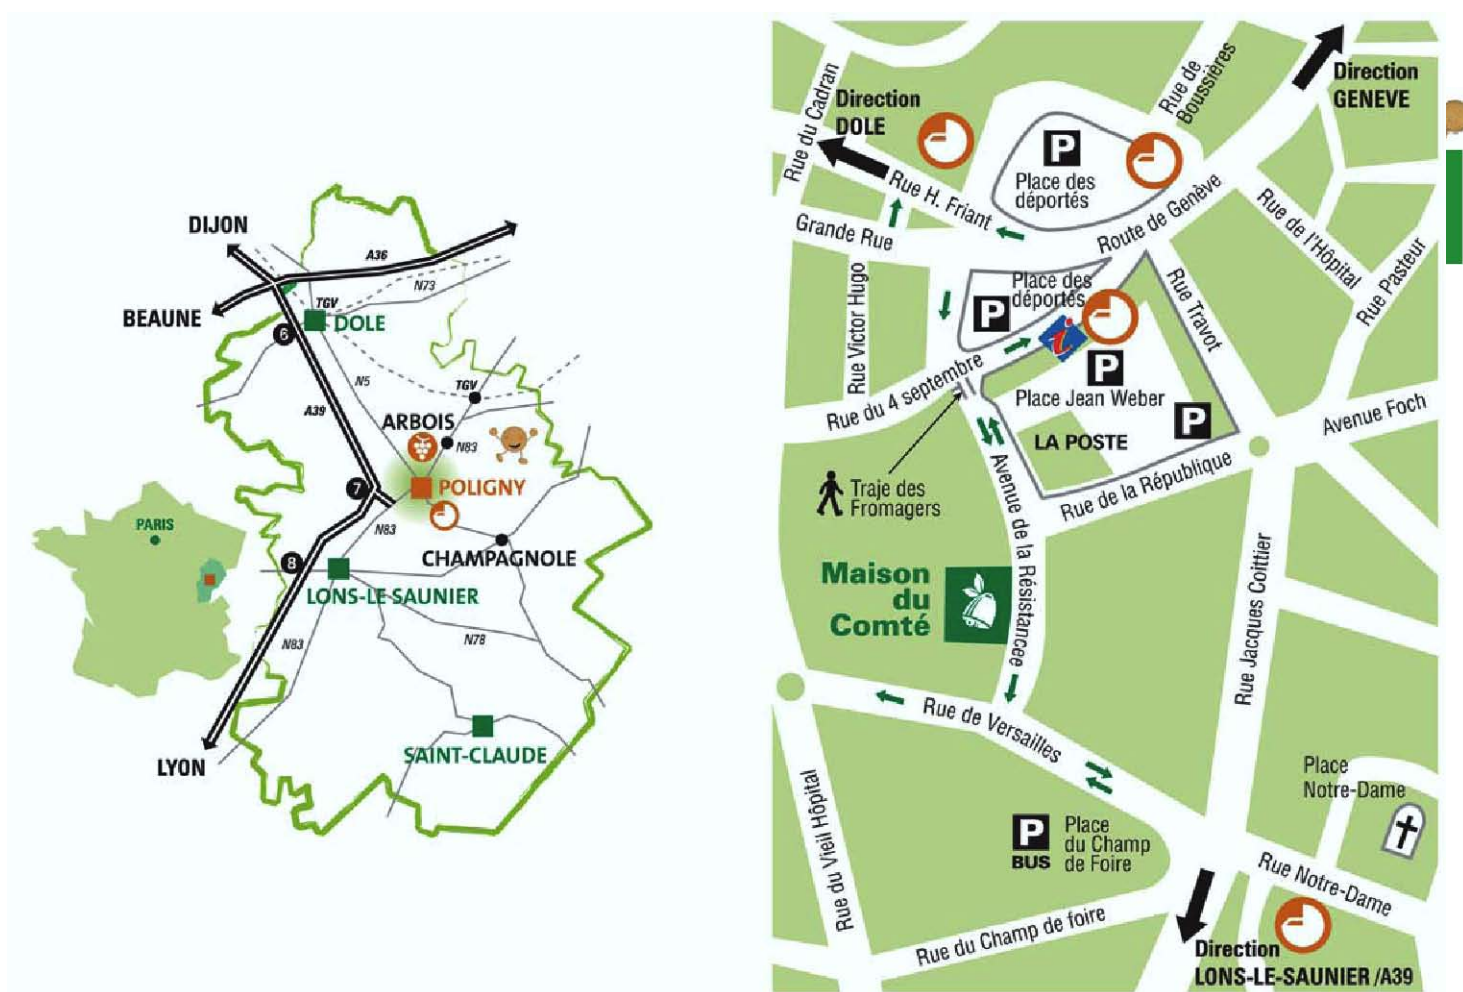 DIJON
A36
N73
BEAUNE
TGV
DOLE
6
N5
A39
TGV
ARBOIS
N83
7
POLIGNY
N83
PARIS
CHAMPAGNOLE
8
LONS-LE SAUNIER
N83
N78
SAINT-CLAUDE
LYON
Direction
GENEVE
Rue de
Boussières
Rue du Cadran
Direction
DOLE
P
Place des
déportés
Rue H. Friant
Route de Genève
Grande Rue
Rue de l'Hôpital
Rue Pasteur
Rue Victor Hugo
Place des
déportés
P
i
Rue Travot
P
Place Jean Weber
Rue du 4 septembre
P
LA POSTE
Avenue Foch
Rue de la République
Traje des
Fromagers
Avenue de la Résistancee
Maison
du
Comté
Rue Jacques Coittier
Rue de Versailles
Place
Notre-Dame
Rue du Vieil Hôpital
P
BUS
Place
du Champ
de Foire
Rue Notre-Dame
Rue du Champ de foire
Direction
LONS-LE-SAUNIER /A39